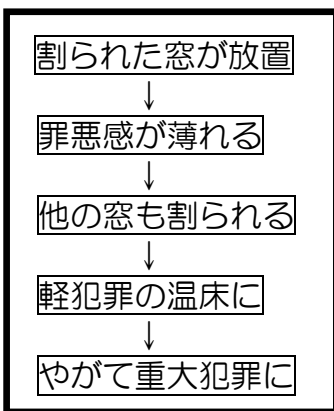 割られた窓が放置
↓
罪悪感が薄れる
↓
他の窓も割られる
↓
軽犯罪の温床に
↓
やがて重大犯罪に